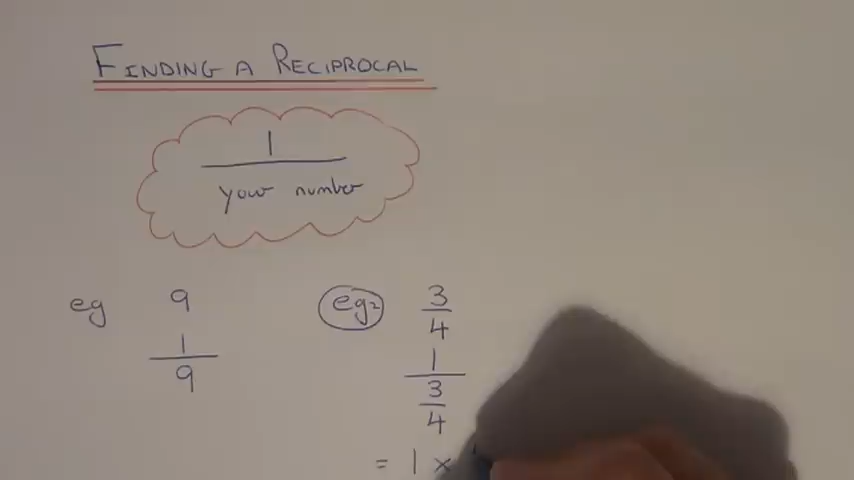 FINDING A RECIPROCAL
1
your number
eg 9
1
9
eg2 3
4
1
3
4
= 1 ×